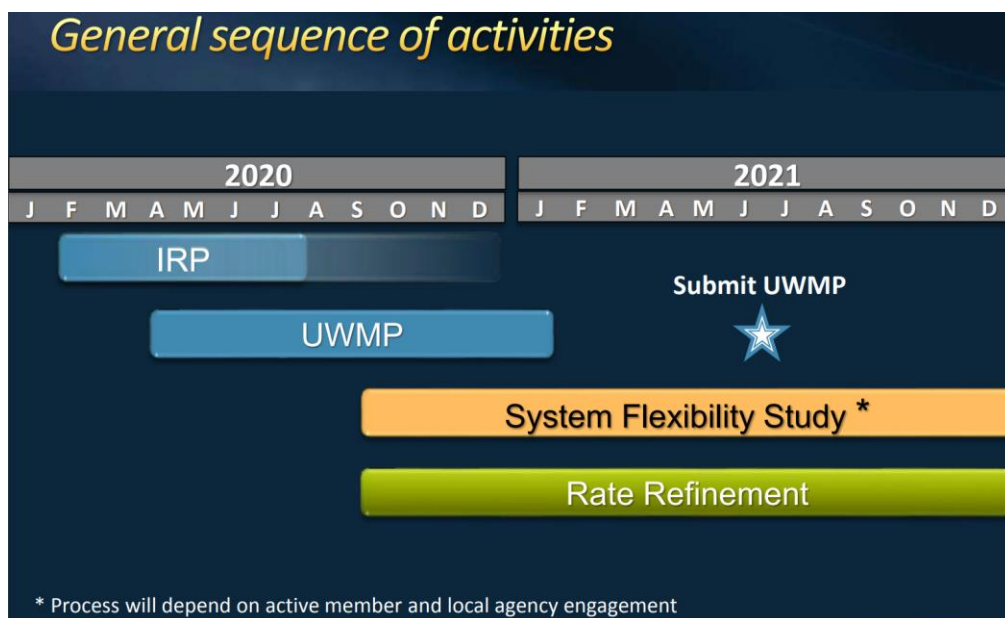 General sequence of activities
2020 2021
J F M A M J J A S O N D J F M A M J J A S O N D
IRP
Submit UWMP
UWMP
System Flexibility Study *
Rate Refinement
* Process will depend on active member and local agency engagement